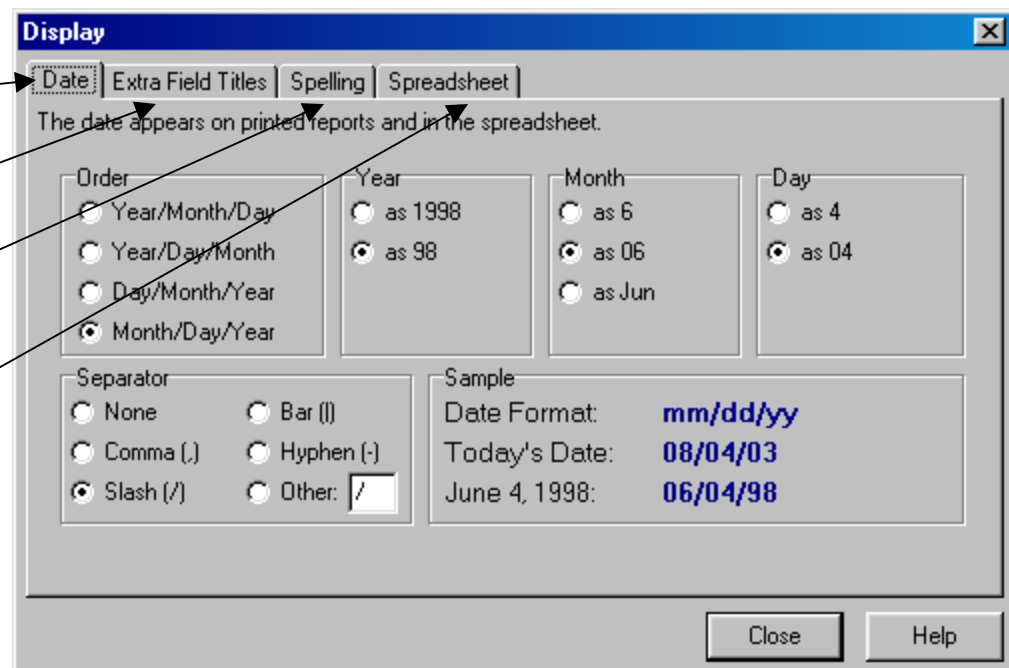 Display
Date Extra Field Titles Spelling Spreadsheet
The date appears on printed reports and in the spreadsheet.
Order
Year/Month/Day
Year/Day/Month
Day/Month/Year
Month/Day/Year
Year
as 1998
as 98
Month
as 6
as 06
as Jun
Day
as 4
as 04
Separator
None
Comma (,)
Slash (/)
Bar (|)
Hyphen (-)
Other: /
Sample
Date Format: mm/dd/yy
Today's Date: 08/04/03
June 4, 1998: 06/04/98
Close Help